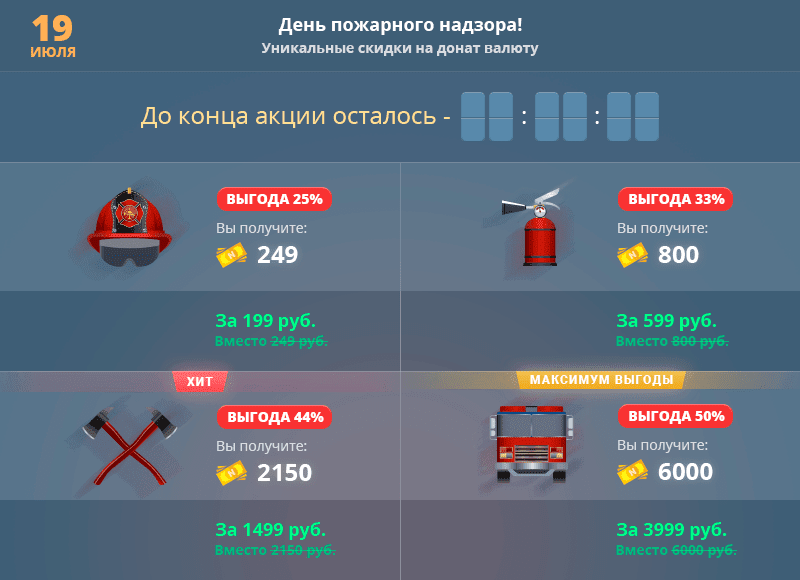 19
ИЮЛЯ
День пожарного надзора!
Уникальные скидки на донат валюту
До конца акции осталось - : :
ВЫГОДА 25%
Вы получите:
249
За 199 руб.
Вместо 249 руб.
ВЫГОДА 33%
Вы получите:
800
За 599 руб.
Вместо 800 руб.
ХИТ
ВЫГОДА 44%
Вы получите:
2150
За 1499 руб.
Вместо 2150 руб.
МАКСИМУМ ВЫГОДЫ
ВЫГОДА 50%
Вы получите:
6000
За 3999 руб.
Вместо 6000 руб.